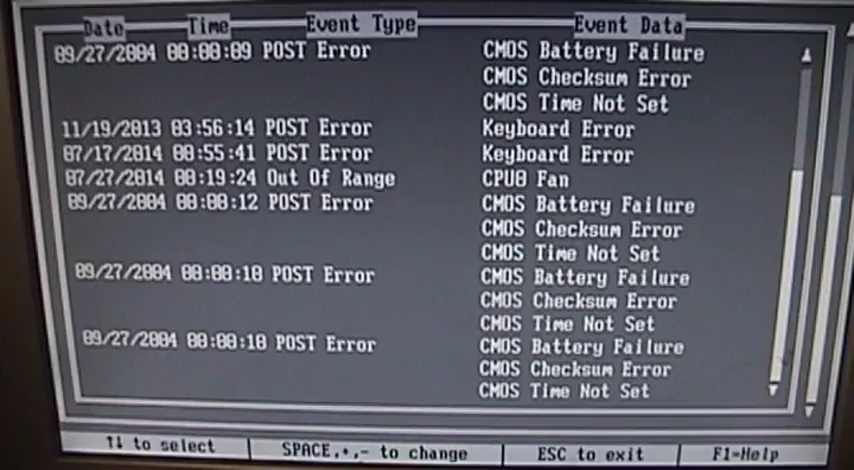 Date Time Event Type Event Data
09/27/2004 00:00:09 POST Error CMOS Battery Failure
CMOS Checksum Error
CMOS Time Not Set
11/19/2013 03:56:14 POST Error Keyboard Error
07/17/2014 00:55:41 POST Error Keyboard Error
07/27/2014 00:19:24 Out Of Range CPU0 Fan
09/27/2004 00:00:12 POST Error CMOS Battery Failure
CMOS Checksum Error
CMOS Time Not Set
09/27/2004 00:00:10 POST Error CMOS Battery Failure
CMOS Checksum Error
CMOS Time Not Set
09/27/2004 00:00:10 POST Error CMOS Battery Failure
CMOS Checksum Error
CMOS Time Not Set
↑↓ to select SPACE,+,- to change ESC to exit F1=Help